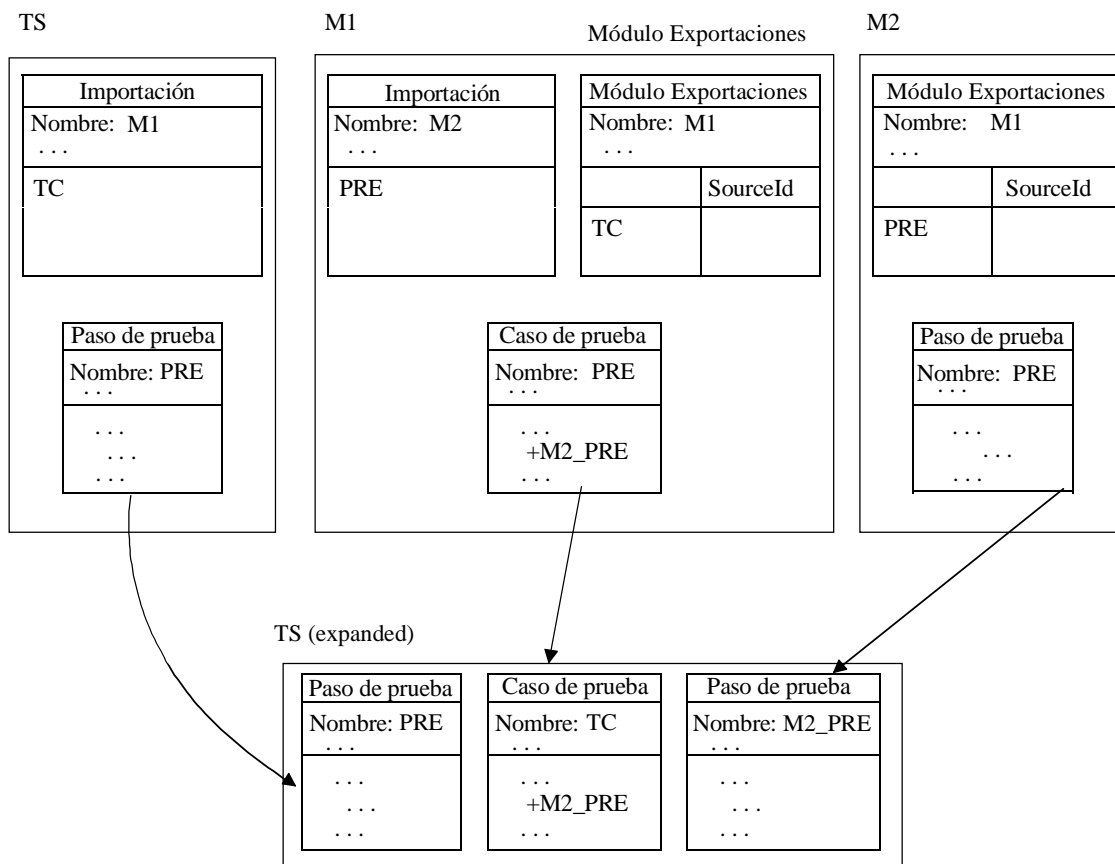 TS
M1
Módulo Exportaciones
M2
Importación
Nombre: M1
. . .
TC
Importación
Nombre: M2
. . .
PRE
Módulo Exportaciones
Nombre: M1
. . .
SourceId
TC
Módulo Exportaciones
Nombre: M1
. . .
SourceId
PRE
Paso de prueba
Nombre: PRE
. . .
. . .
. . .
. . .
Caso de prueba
Nombre: PRE
. . .
. . .
+M2_PRE
. . .
Paso de prueba
Nombre: PRE
. . .
. . .
. . .
. . .
TS (expanded)
Paso de prueba
Nombre: PRE
. . .
. . .
. . .
. . .
Caso de prueba
Nombre: TC
. . .
. . .
+M2_PRE
. . .
Paso de prueba
Nombre: M2_PRE
. . .
. . .
. . .
. . .